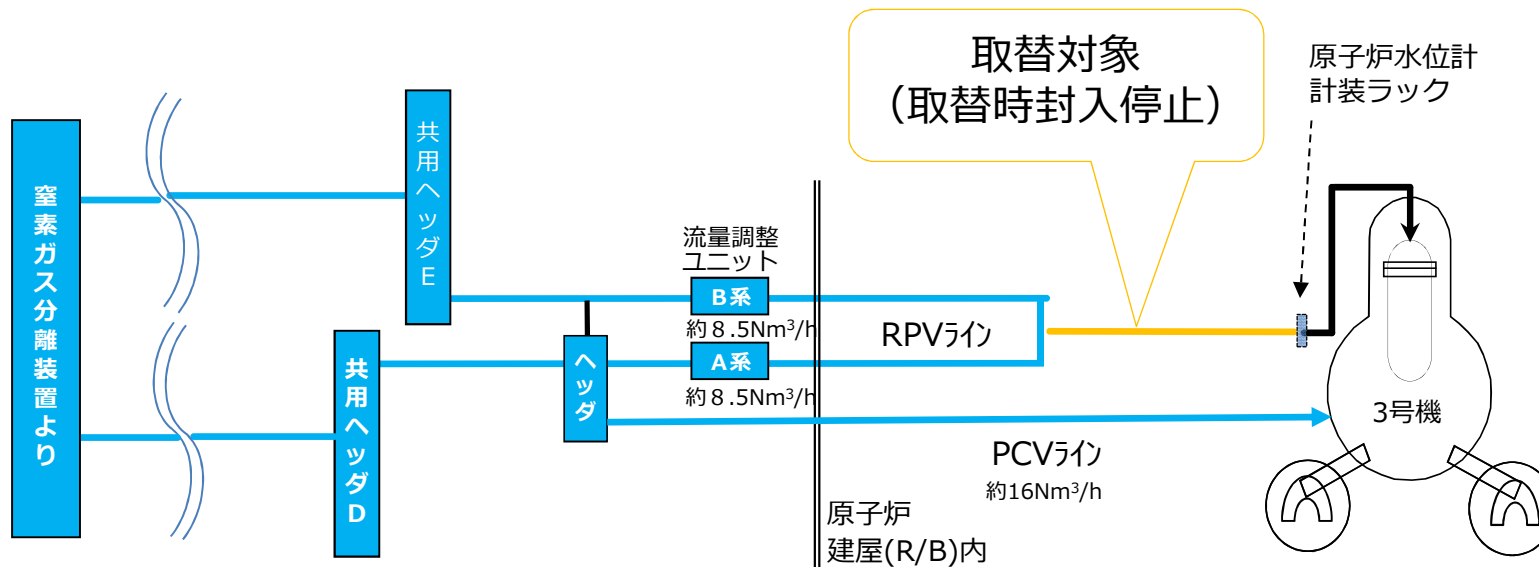 窒素ガス分離装置より
共用ヘッダE
共用ヘッダD
ヘッダ
流量調整
ユニット
B系
約８.5Nm³/h
A系
約８.5Nm³/h
RPVライン
取替対象
（取替時封入停止）
原子炉水位計
計装ラック
3号機
PCVライン
約16Nm³/h
原子炉
建屋(R/B)内